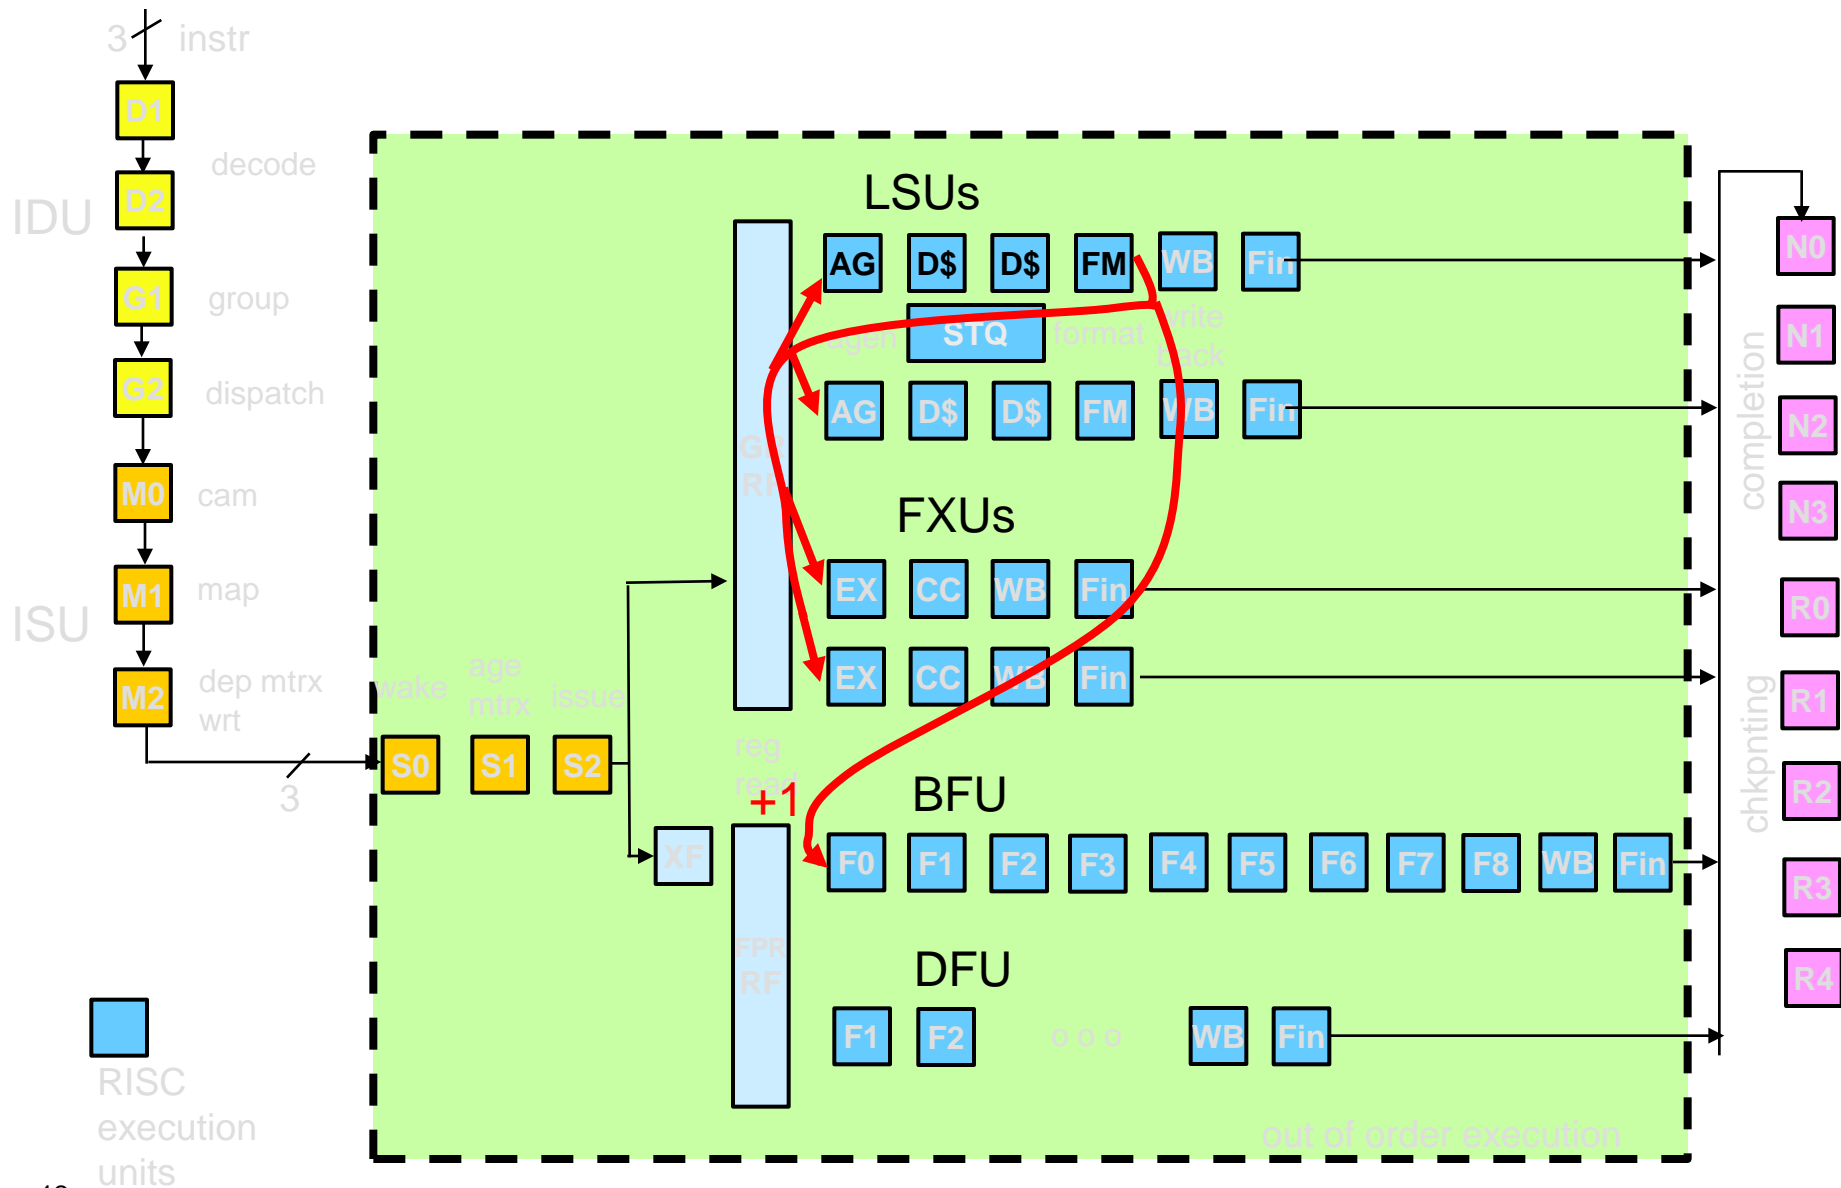 3 instr
D1
decode
IDU
D2
G1 group
G2 dispatch
M0 cam
ISU
M1 map
M2
dep mtrx
wrt
3
wake
age
mtrx
issue
S0 S1 S2
XF
reg
+1
RF
FPR
RF
LSUs
AG D$ D$ FM WB Fin
STQ format
AG D$ D$ FM WB Fin
FXUs
EX CC WB Fin
EX CC WB Fin
BFU
F0 F1 F2 F3 F4 F5 F6 F7 F8 WB Fin
DFU
F1 F2 o o o WB Fin
out of order execution
completion
N0
N1
N2
N3
chkpnting
R0
R1
R2
R3
R4
RISC
execution
units